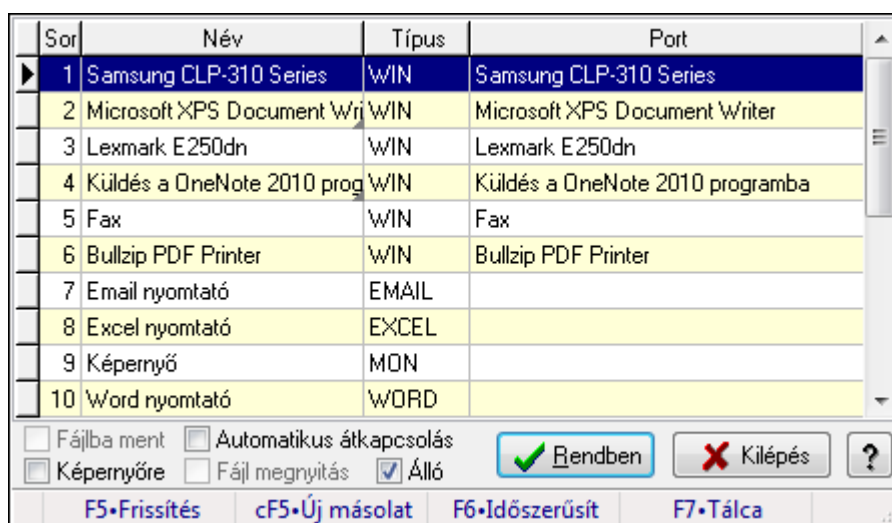 Sor Név Típus Port
1 Samsung CLP-310 Series WIN Samsung CLP-310 Series
2 Microsoft XPS Document Wri WIN Microsoft XPS Document Writer
3 Lexmark E250dn WIN Lexmark E250dn
4 Küldés a OneNote 2010 prog WIN Küldés a OneNote 2010 programba
5 Fax WIN Fax
6 Bullzip PDF Printer WIN Bullzip PDF Printer
7 Email nyomtató EMAIL
8 Excel nyomtató EXCEL
9 Képernyő MON
10 Word nyomtató WORD
Fájlba ment Automatikus átkapcsolás Rendben Kilépés ?
Képernyőre Fájl megnyitás Álló
F5•Frissítés cF5•Új másolat F6•Időszerűsít F7•Tálca